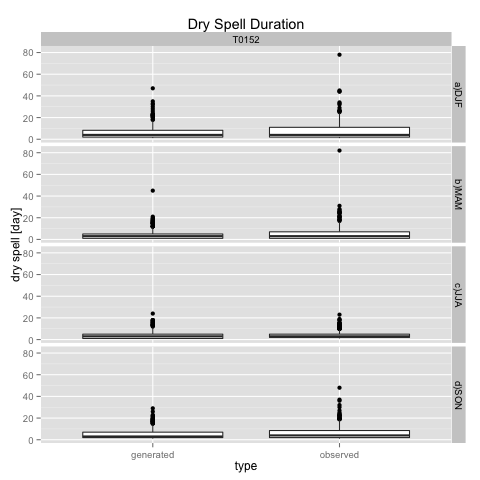 Dry Spell Duration
T0152
80
60
40
20
0
a)DJF
80
60
40
20
0
b)MAM
dry spell [day]
80
60
40
20
0
c)JJA
80
60
40
20
0
d)SON
generated
observed
type